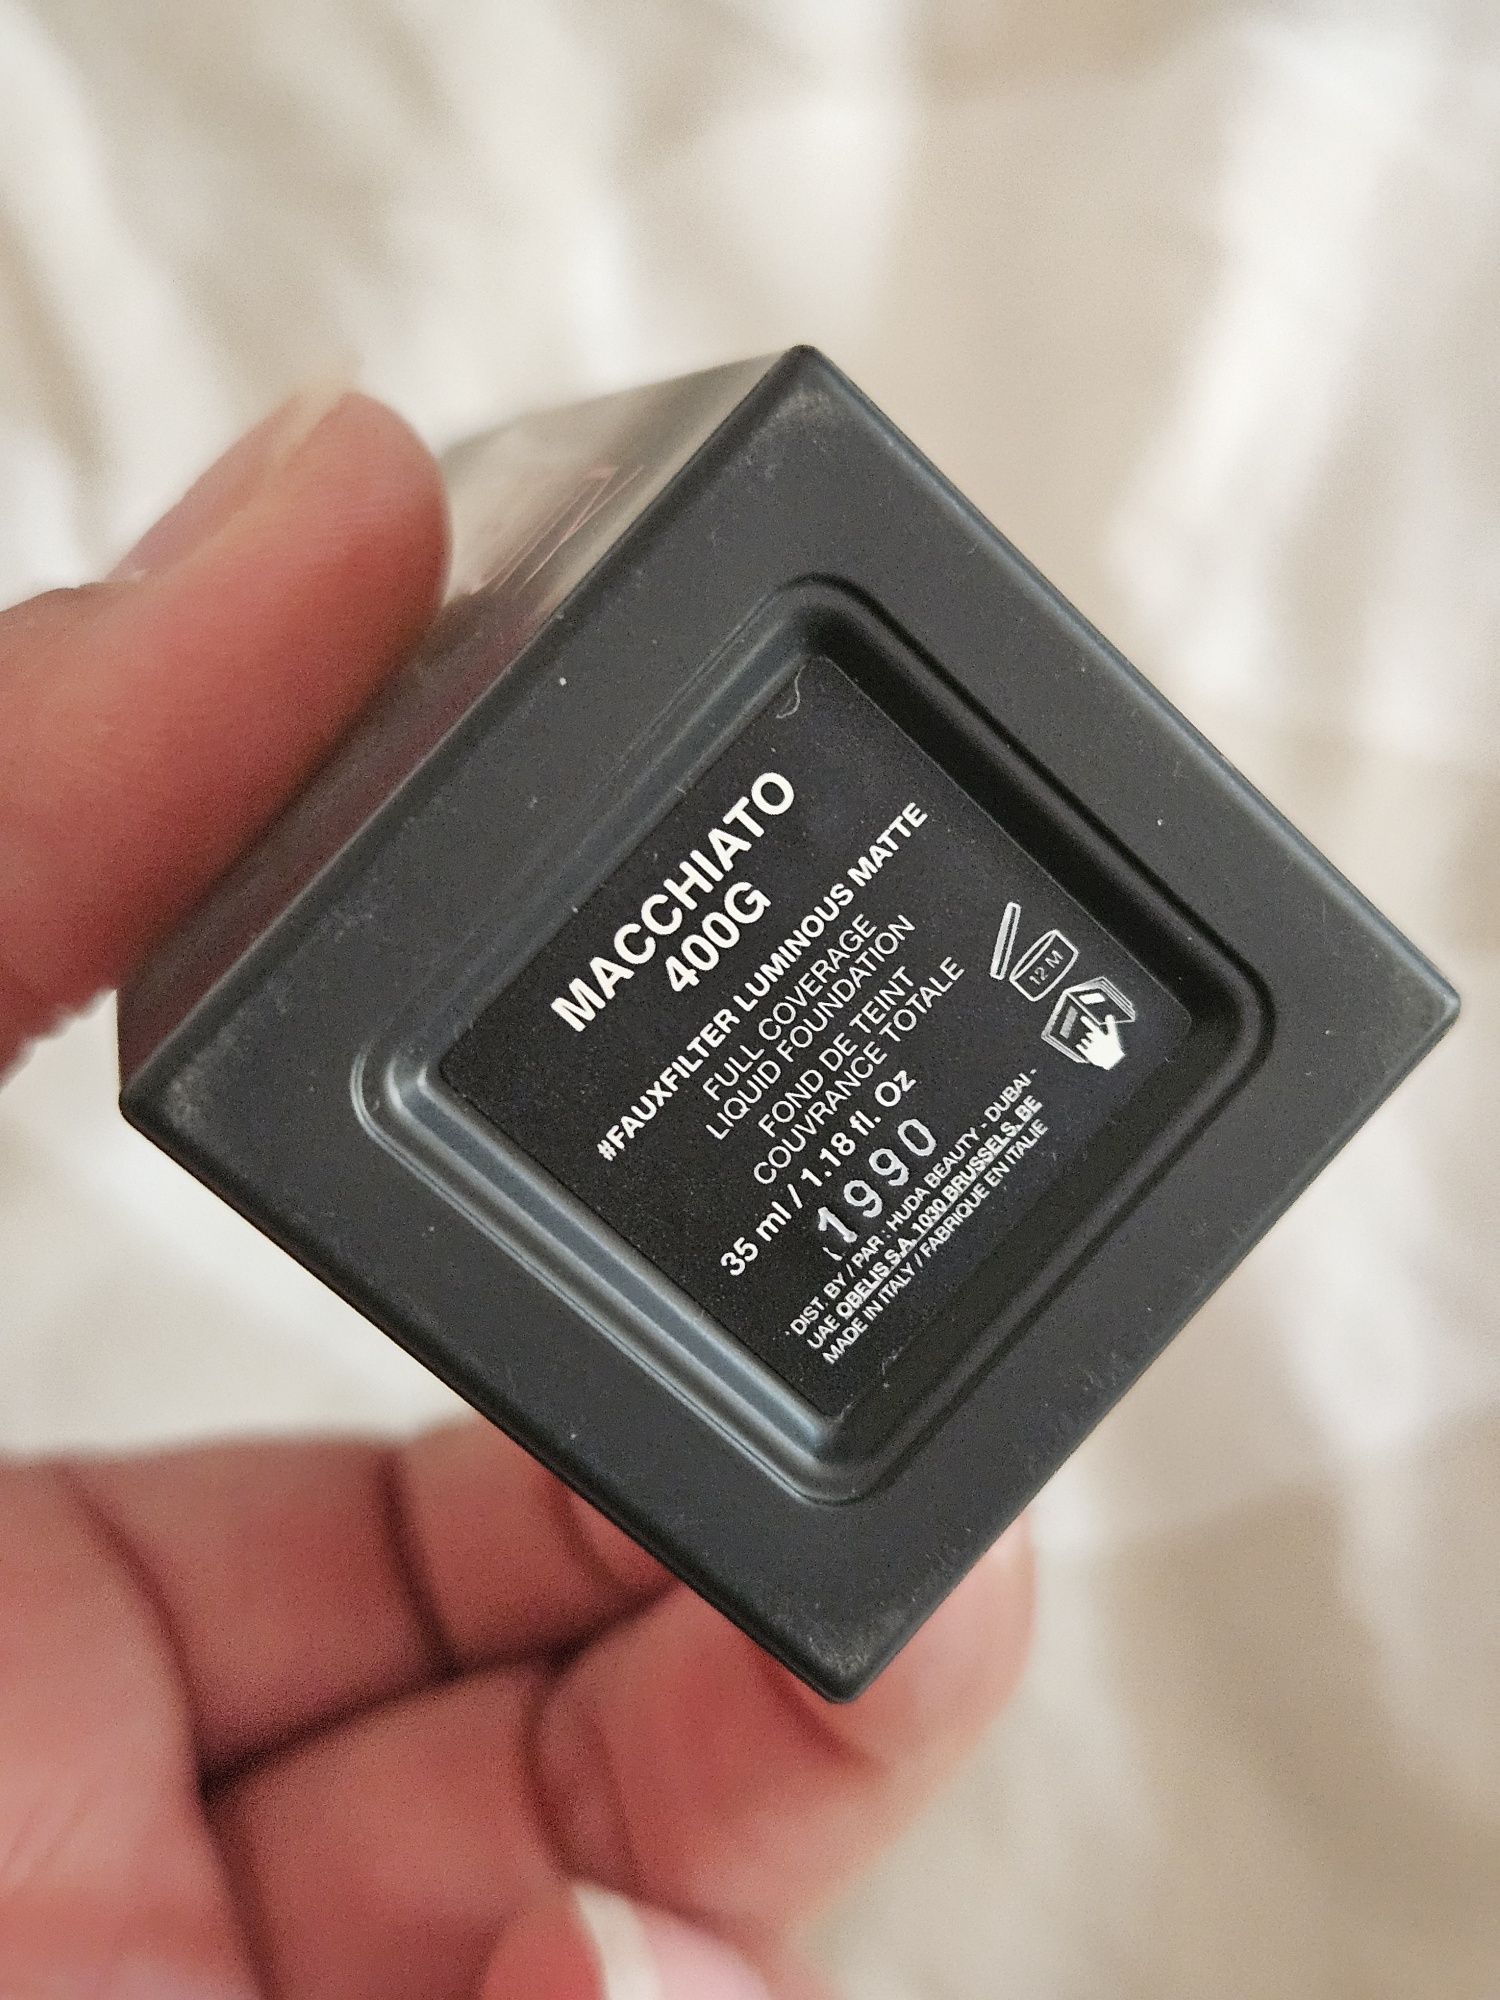 MACCHIATO
400G
#FAUXFILTER LUMINOUS MATTE
FULL COVERAGE
LIQUID FOUNDATION
FOND DE TEINT
COUVRANCE TOTALE
35 ml / 1.18 fl. Oz
1990
DIST. BY / PAR : HUDA BEAUTY - DUBAI -
UAE OBELIS S.A. 1030 BRUSSELS. BE
MADE IN ITALY / FABRIQUE EN ITALIE
12 M